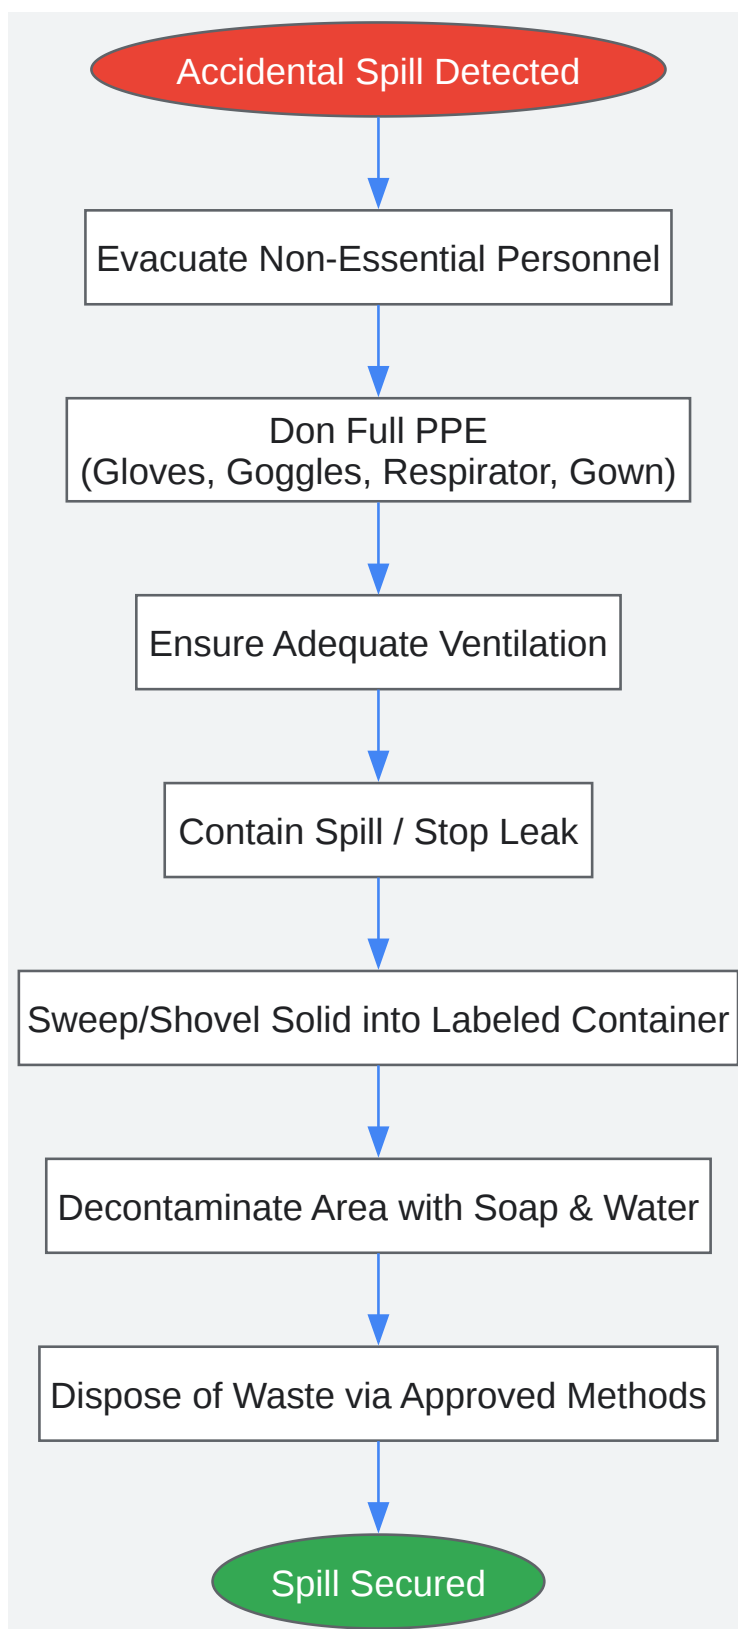 Accidental Spill Detected
Evacuate Non-Essential Personnel
Don Full PPE
(Gloves, Goggles, Respirator, Gown)
Ensure Adequate Ventilation
Contain Spill / Stop Leak
Sweep/Shovel Solid into Labeled Container
Decontaminate Area with Soap & Water
Dispose of Waste via Approved Methods
Spill Secured